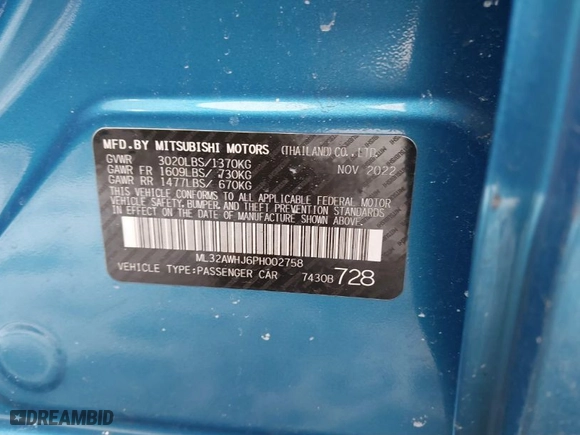 MFD.BY MITSUBISHI MOTORS (THAILAND) CO., LTD.
GVWR 3020LBS/1370KG NOV 2022
GAWR FR 1609LBS/ 730KG
GAWR RR 1477LBS/ 670KG
THIS VEHICLE CONFORMS TO ALL APPLICABLE FEDERAL MOTOR
VEHICLE SAFETY, BUMPER, AND THEFT PREVENTION STANDARDS
IN EFFECT ON THE DATE OF MANUFACTURE SHOWN ABOVE.
ML32AWHJ6PH002758
VEHICLE TYPE:PASSENGER CAR 7430B 728
DREAMBID